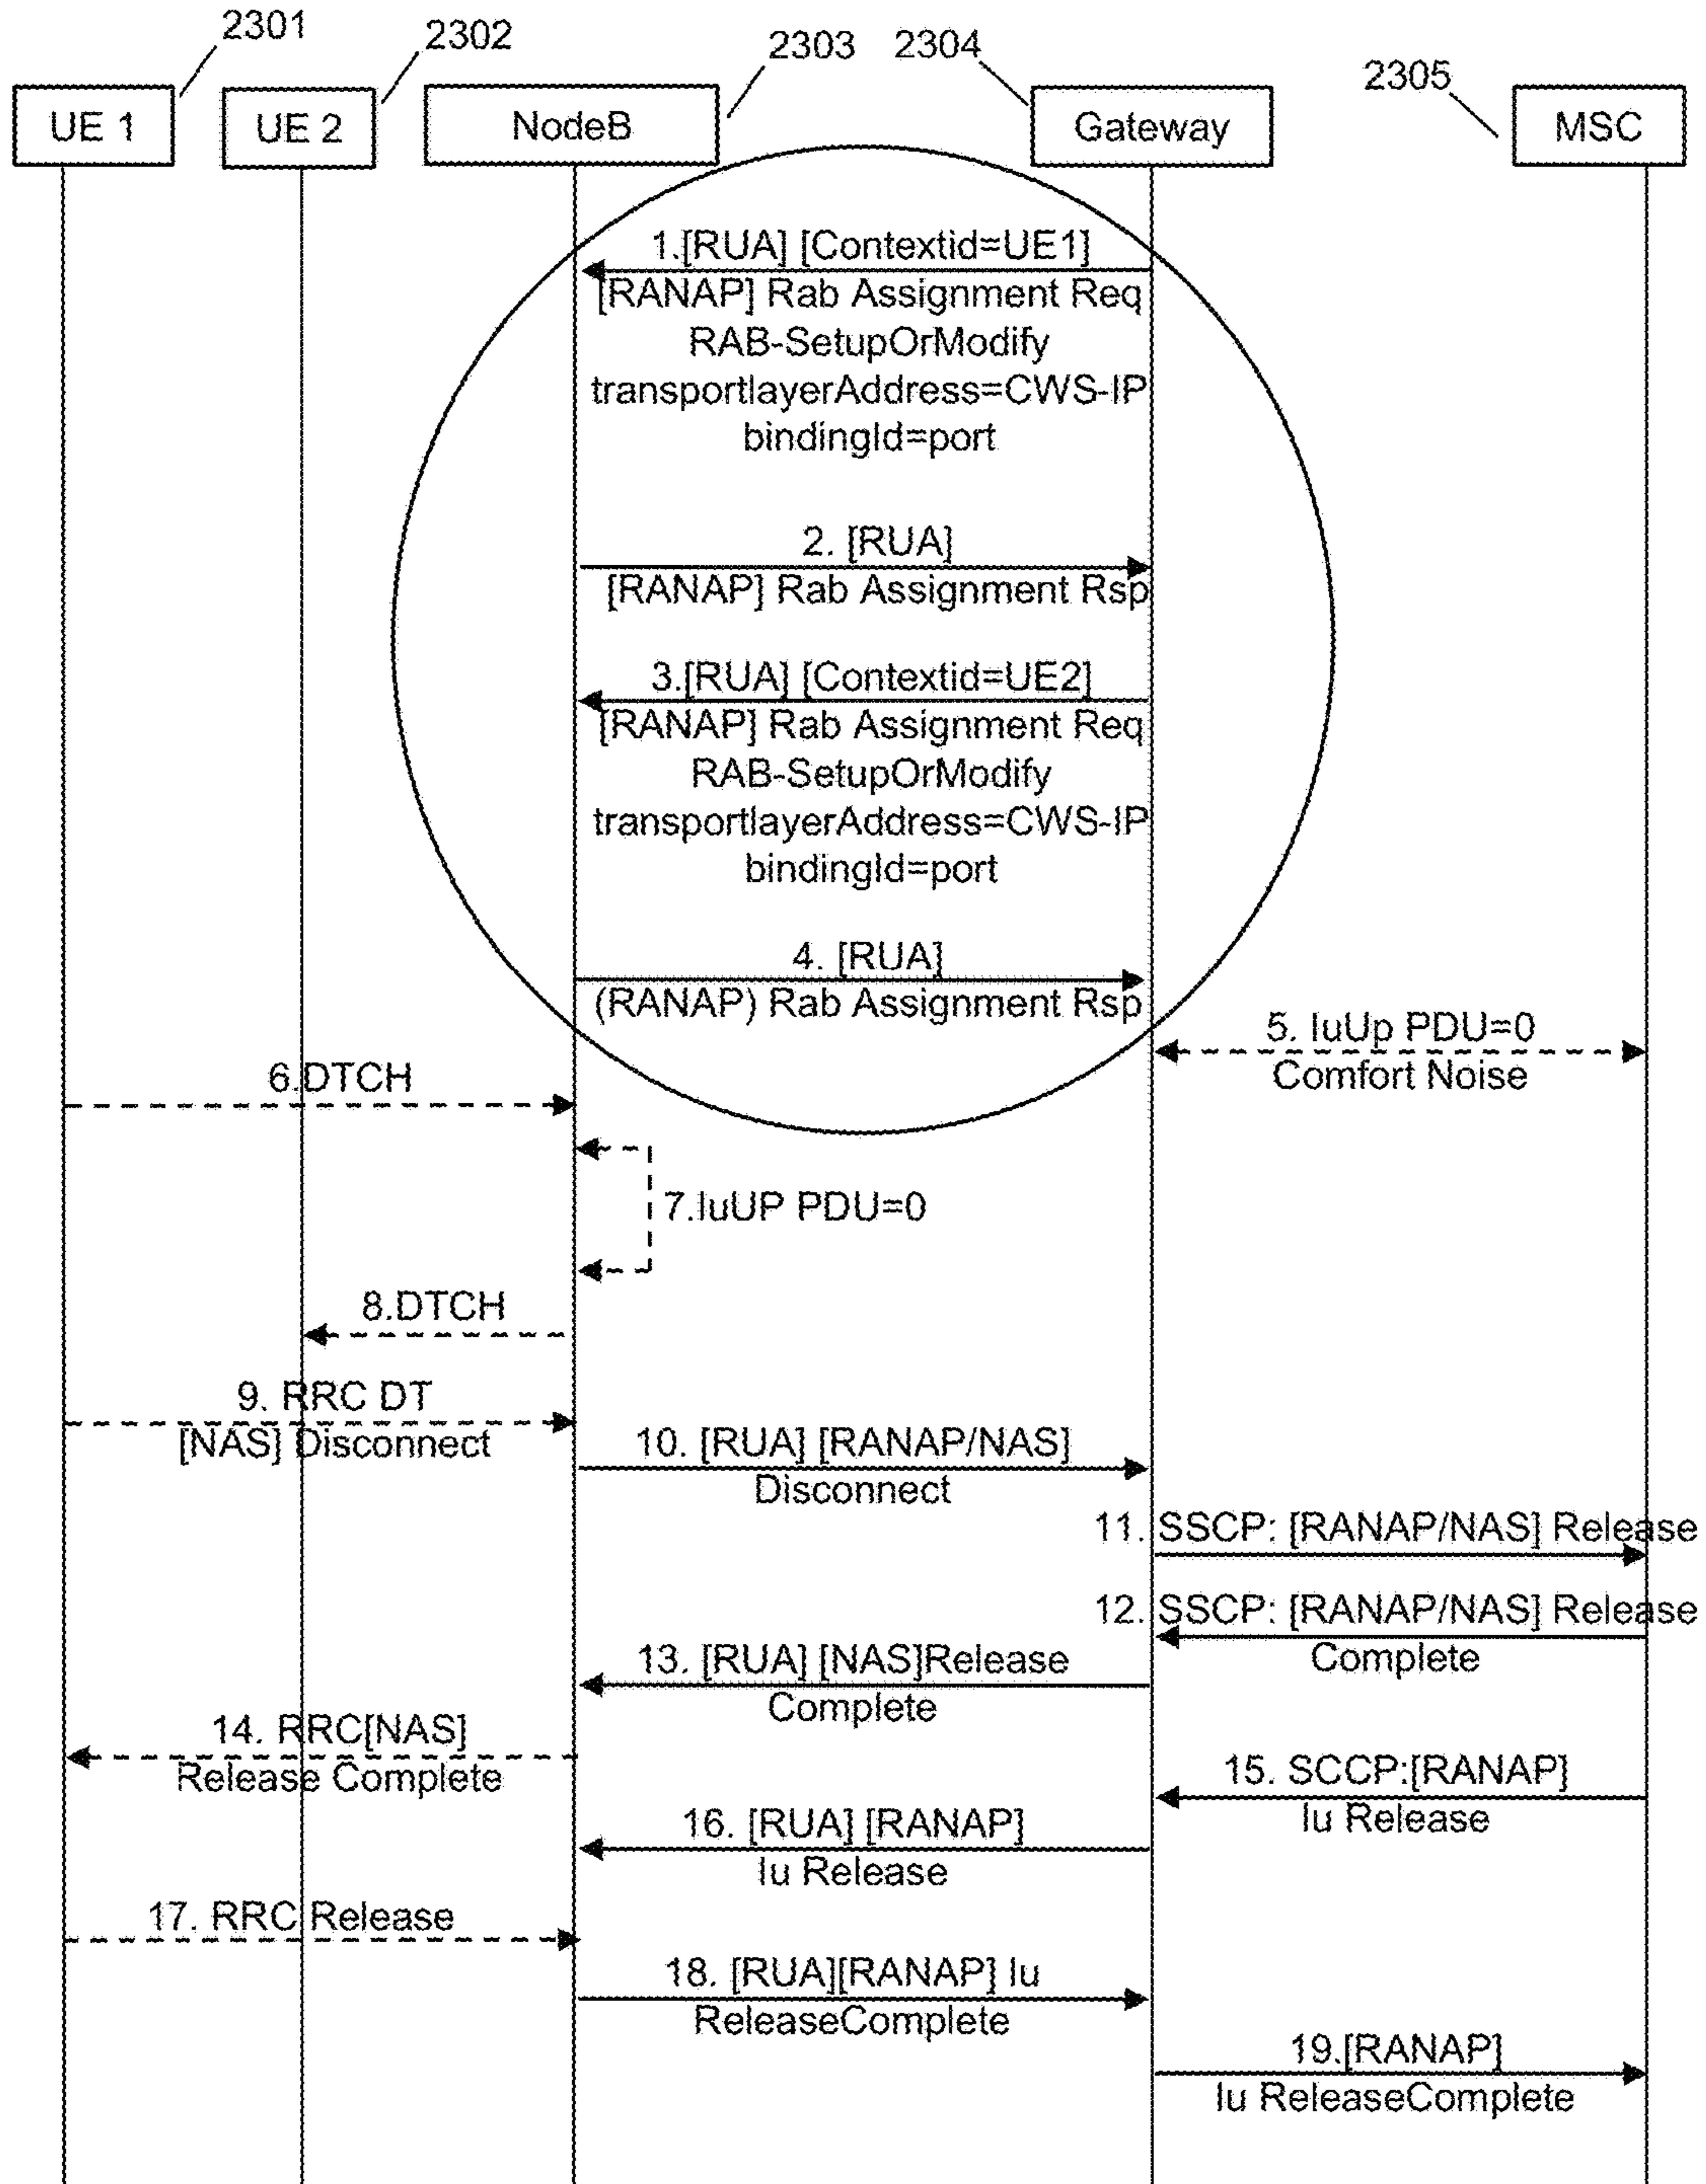 2301
2302
2303
2304
2305
UE 1
UE 2
NodeB
Gateway
MSC
1.[RUA] [Contextid=UE1]
[RANAP] Rab Assignment Req
RAB-SetupOrModify
transportlayerAddress=CWS-IP
bindingId=port
2. [RUA]
[RANAP] Rab Assignment Rsp
3.[RUA] [Contextid=UE2]
[RANAP] Rab Assignment Req
RAB-SetupOrModify
transportlayerAddress=CWS-IP
bindingId=port
4. [RUA]
(RANAP) Rab Assignment Rsp
5. IuUp PDU=0
Comfort Noise
6.DTCH
7.IuUP PDU=0
8.DTCH
9. RRC DT
[NAS] Disconnect
10. [RUA] [RANAP/NAS]
Disconnect
11. SSCP: [RANAP/NAS] Release
12. SSCP: [RANAP/NAS] Release
Complete
13. [RUA] [NAS]Release
Complete
14. RRC[NAS]
Release Complete
15. SCCP:[RANAP]
Iu Release
16. [RUA] [RANAP]
Iu Release
17. RRC Release
18. [RUA][RANAP] Iu
ReleaseComplete
19.[RANAP]
Iu ReleaseComplete